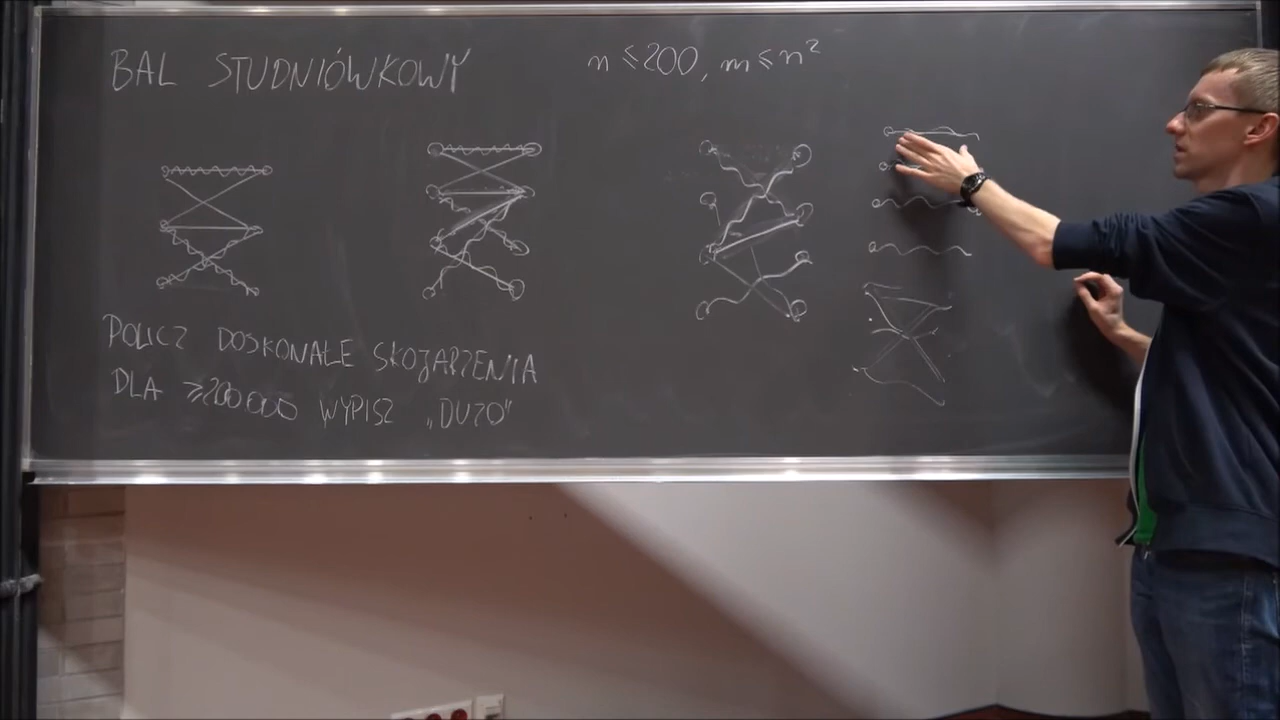 BAL STUDNIÓWKOWY
n ≤ 200, m ≤ n²
POLICZ DOSKONAŁE SKOJARZENIA
DLA ≥200.000 WYPISZ „DUŻO"